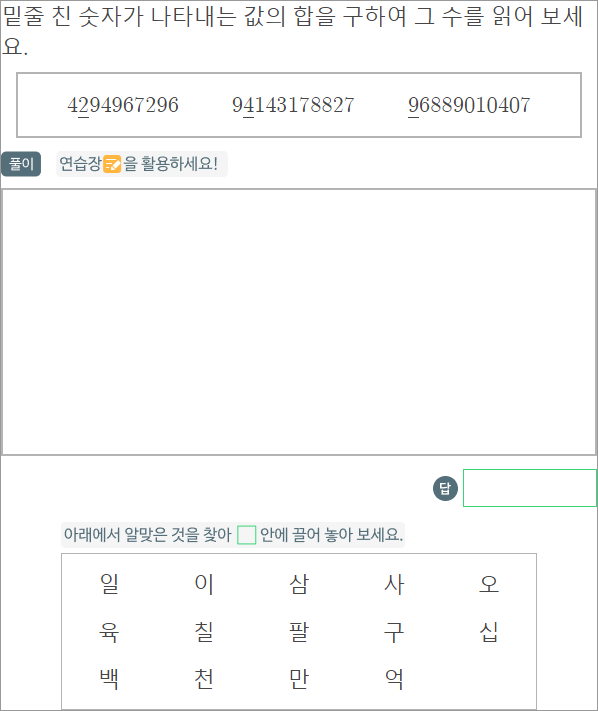 밑줄 친 숫자가 나타내는 값의 합을 구하여 그 수를 읽어 보세
요.
4294967296 94143178827 96889010407
풀이 연습장을 활용하세요!
답
아래에서 알맞은 것을 찾아 안에 끌어 놓아 보세요.
일 이 삼 사 오
육 칠 팔 구 십
백 천 만 억